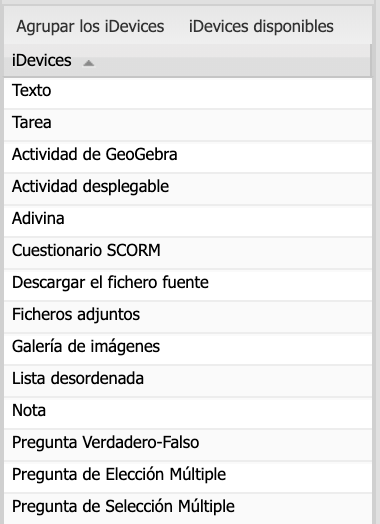 Agrupar los iDevices iDevices disponibles
iDevices
Texto
Tarea
Actividad de GeoGebra
Actividad desplegable
Adivina
Cuestionario SCORM
Descargar el fichero fuente
Ficheros adjuntos
Galería de imágenes
Lista desordenada
Nota
Pregunta Verdadero-Falso
Pregunta de Elección Múltiple
Pregunta de Selección Múltiple